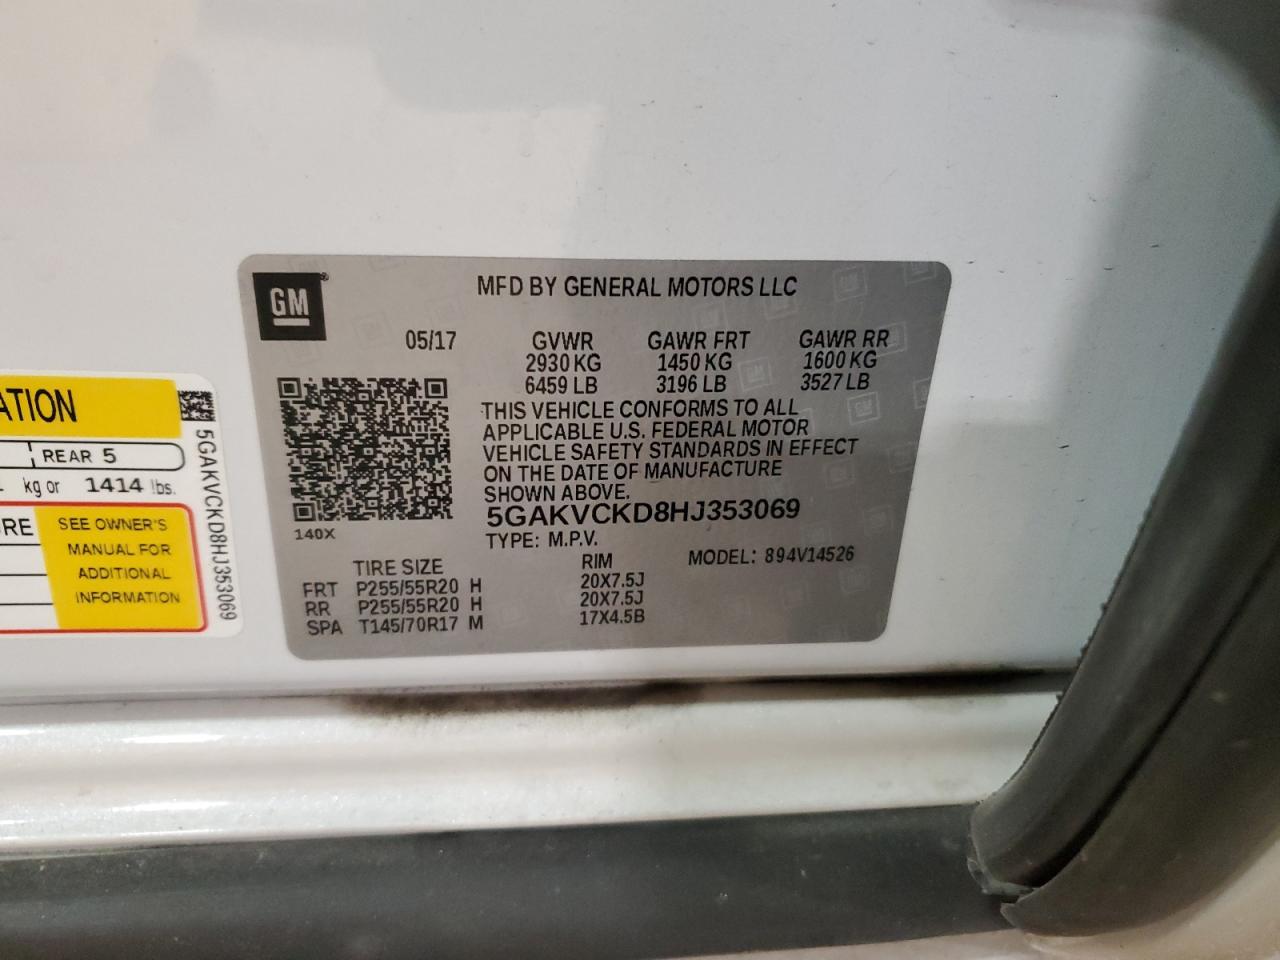 GM
MFD BY GENERAL MOTORS LLC
05/17 GVWR GAWR FRT GAWR RR
2930 KG 1450 KG 1600 KG
6459 LB 3196 LB 3527 LB
THIS VEHICLE CONFORMS TO ALL
APPLICABLE U.S. FEDERAL MOTOR
VEHICLE SAFETY STANDARDS IN EFFECT
ON THE DATE OF MANUFACTURE
SHOWN ABOVE.
5GAKVCKD8HJ353069
140X
TYPE: M.P.V.
MODEL: 894V14526
TIRE SIZE RIM
FRT P255/55R20 H 20X7.5J
RR P255/55R20 H 20X7.5J
SPA T145/70R17 M 17X4.5B
ATION
REAR 5
kg or 1414 lbs.
RE
SEE OWNER'S
MANUAL FOR
ADDITIONAL
INFORMATION
5GAKVCKD8HJ353069